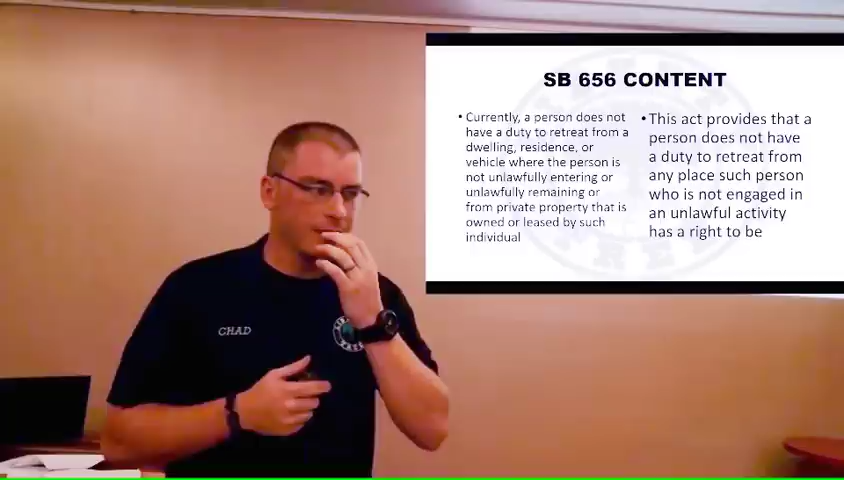 SB 656 CONTENT
• Currently, a person does not
have a duty to retreat from a
dwelling, residence, or
vehicle where the person is
not unlawfully entering or
unlawfully remaining or
from private property that is
owned or leased by such
individual
• This act provides that a
person does not have
a duty to retreat from
any place such person
who is not engaged in
an unlawful activity
has a right to be
CHAD